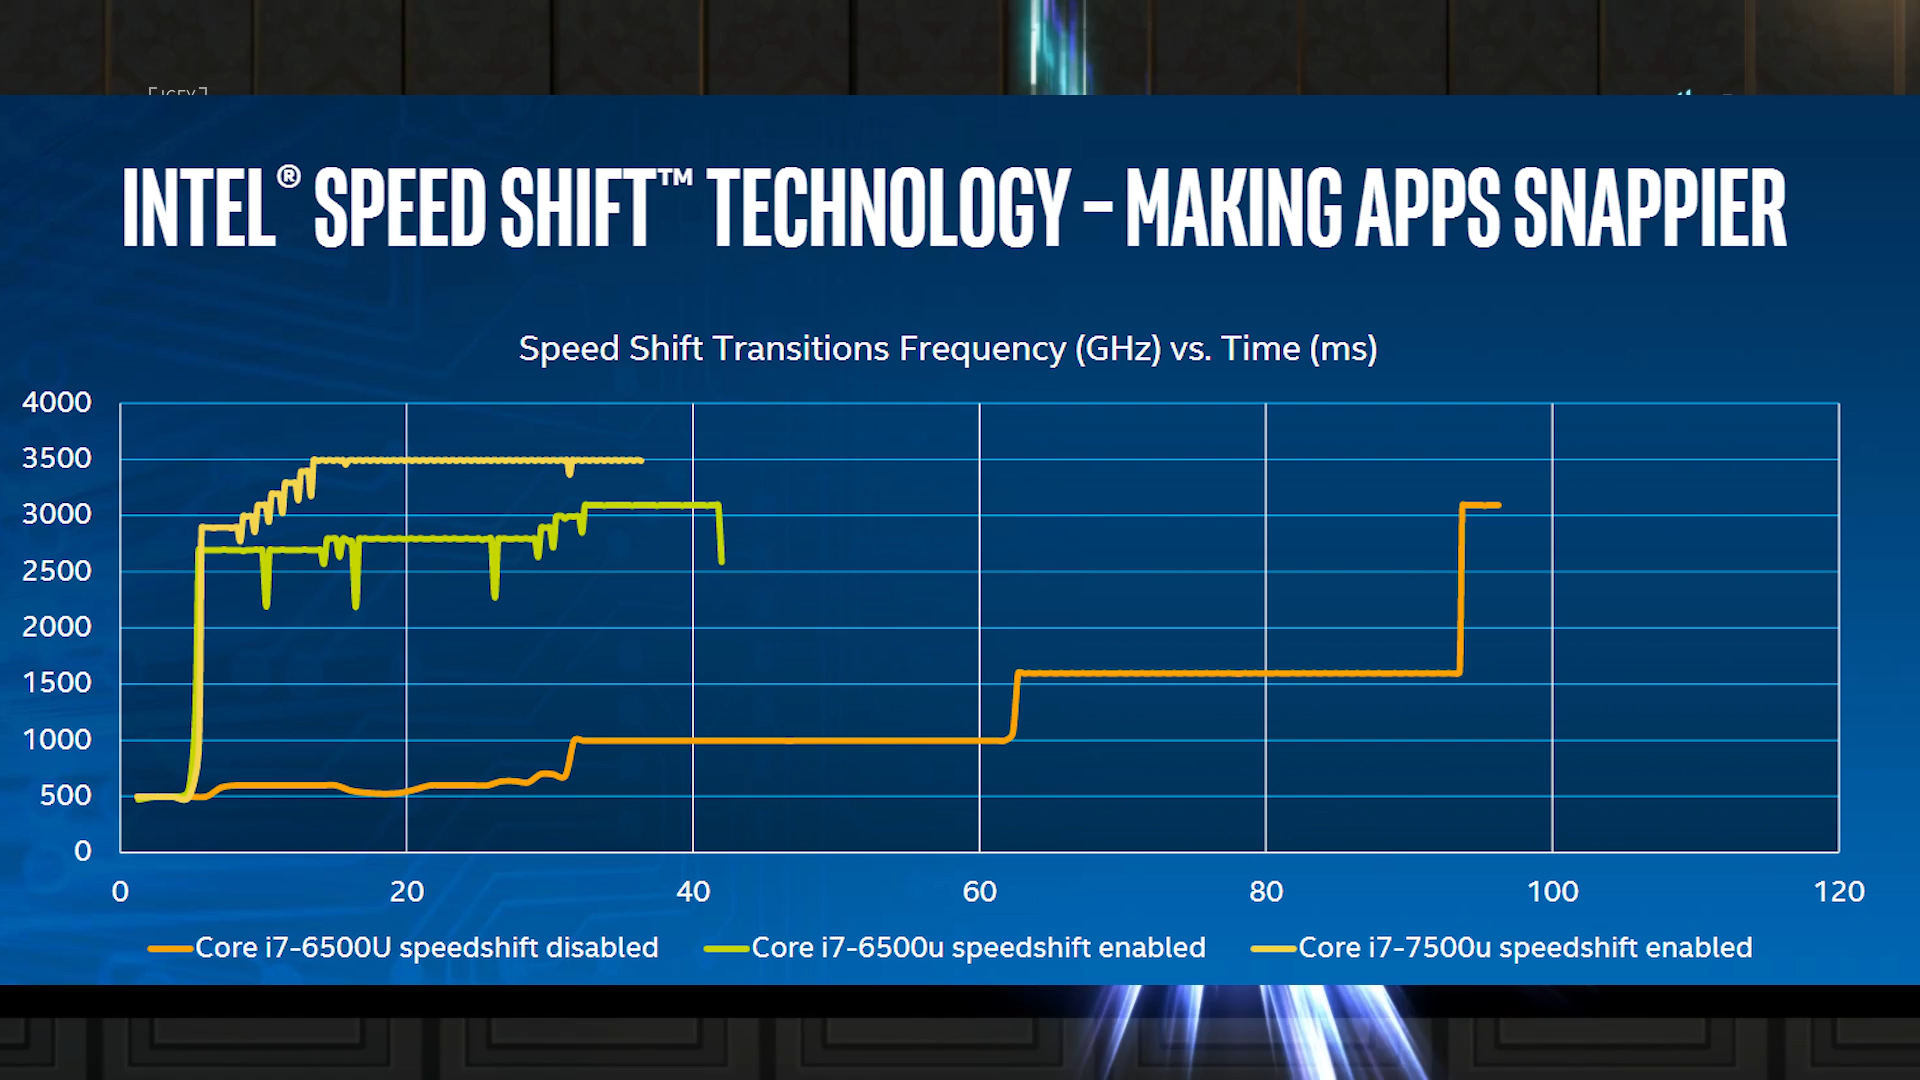 INTEL® SPEED SHIFT™ TECHNOLOGY – MAKING APPS SNAPPIER
Speed Shift Transitions Frequency (GHz) vs. Time (ms)
4000
3500
3000
2500
2000
1500
1000
500
0
0 20 40 60 80 100 120
Core i7-6500U speedshift disabled Core i7-6500u speedshift enabled Core i7-7500u speedshift enabled